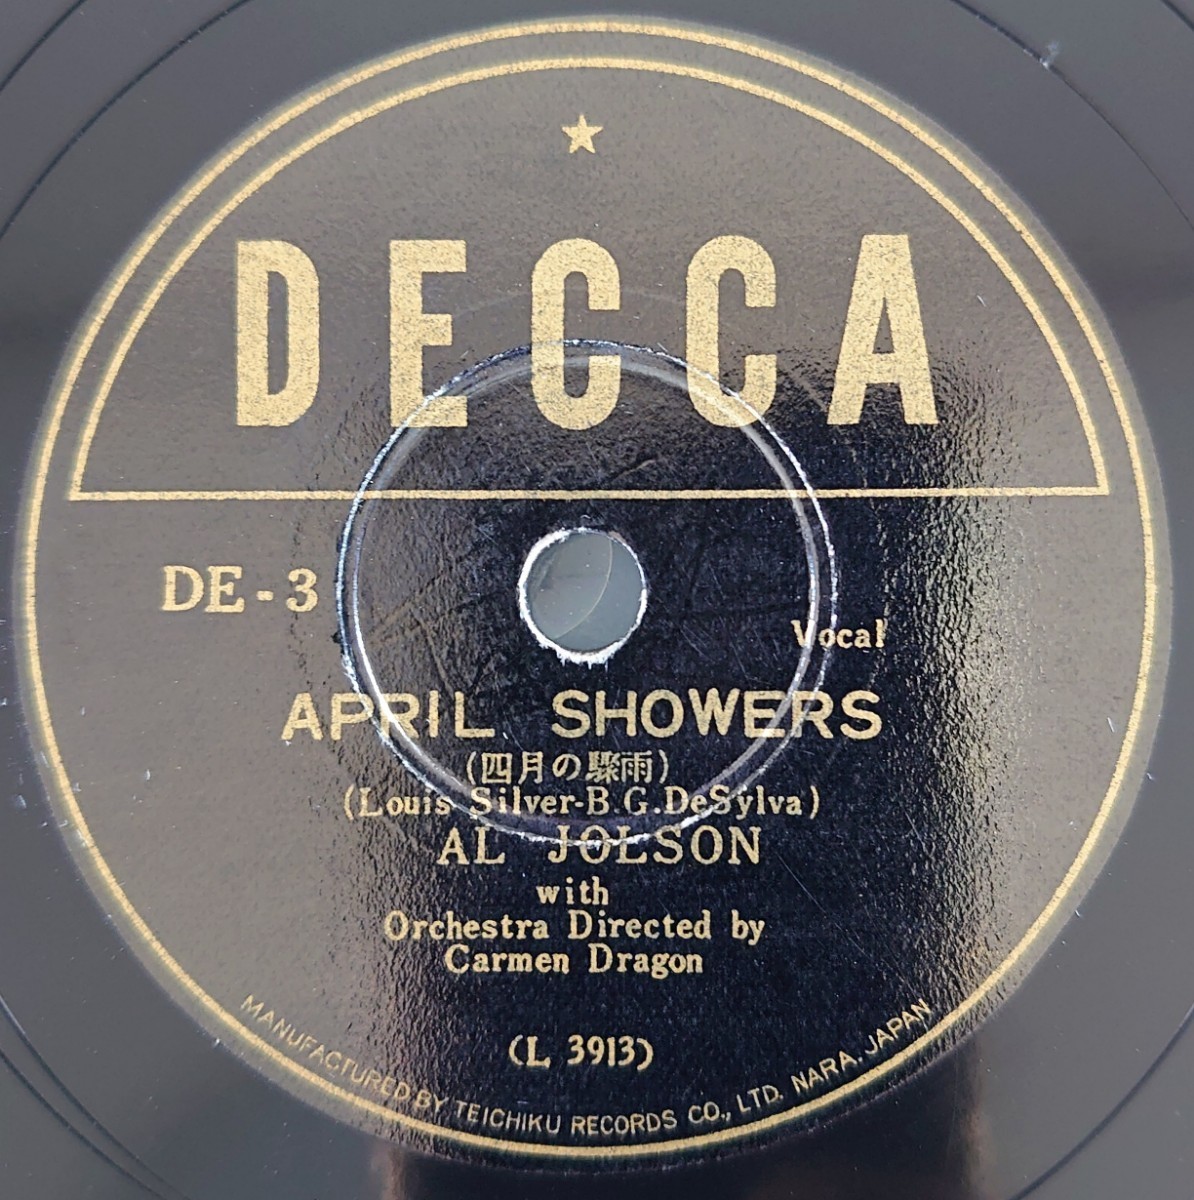 DECCA
DE-3
Vocal
APRIL SHOWERS
(四月の驟雨)
(Louis Silver-B.G.DeSylva)
AL JOLSON
with
Orchestra Directed by
Carmen Dragon
(L 3913)
MANUFACTURED BY TEICHIKU RECORDS CO., LTD. NARA. JAPAN